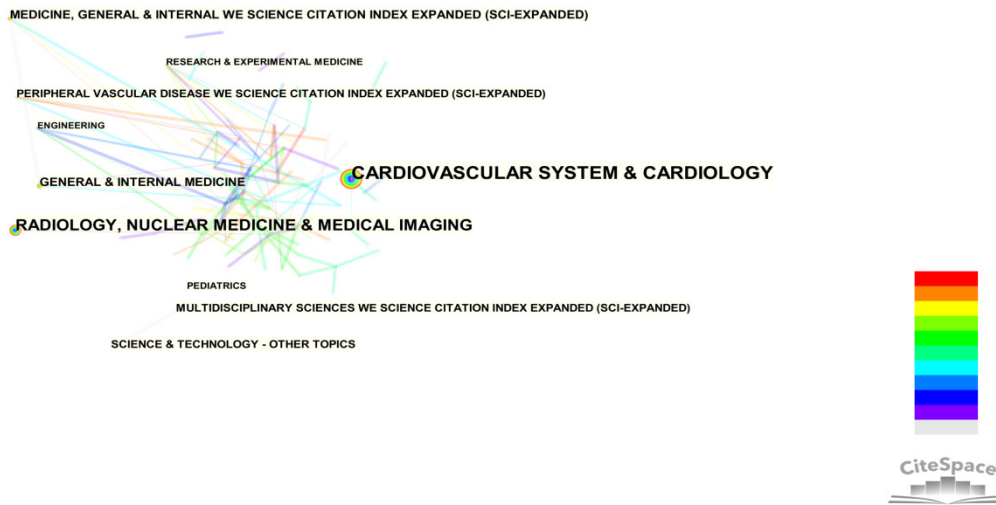 MEDICINE, GENERAL & INTERNAL WE SCIENCE CITATION INDEX EXPANDED (SCI-EXPANDED)
RESEARCH & EXPERIMENTAL MEDICINE
PERIPHERAL VASCULAR DISEASE WE SCIENCE CITATION INDEX EXPANDED (SCI-EXPANDED)
ENGINEERING
CARDIOVASCULAR SYSTEM & CARDIOLOGY
GENERAL & INTERNAL MEDICINE
RADIOLOGY, NUCLEAR MEDICINE & MEDICAL IMAGING
PEDIATRICS
MULTIDISCIPLINARY SCIENCES WE SCIENCE CITATION INDEX EXPANDED (SCI-EXPANDED)
SCIENCE & TECHNOLOGY - OTHER TOPICS
CiteSpace